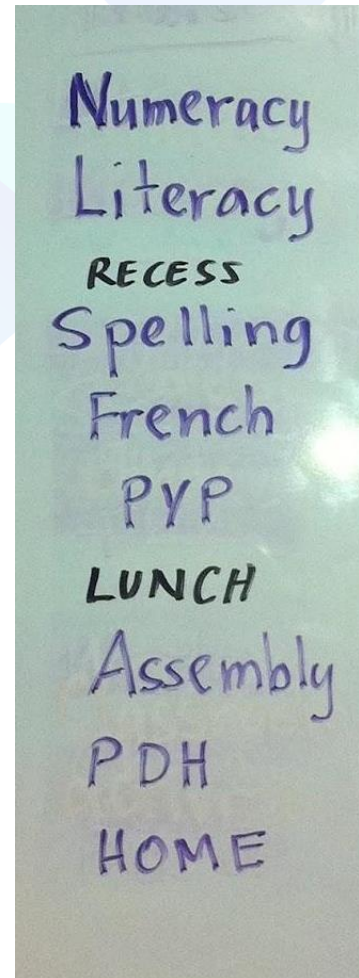 Numeracy
Literacy
RECESS
Spelling
French
PYP
LUNCH
Assembly
PDH
HOME